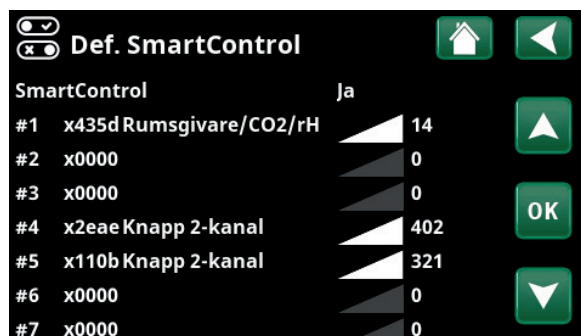 Def. SmartControl
SmartControl Ja
#1 x435d Rumsgivare/CO2/rH 14
#2 x0000 0
#3 x0000 0
OK
#4 x2eae Knapp 2-kanal 402
#5 x110b Knapp 2-kanal 321
#6 x0000 0
#7 x0000 0